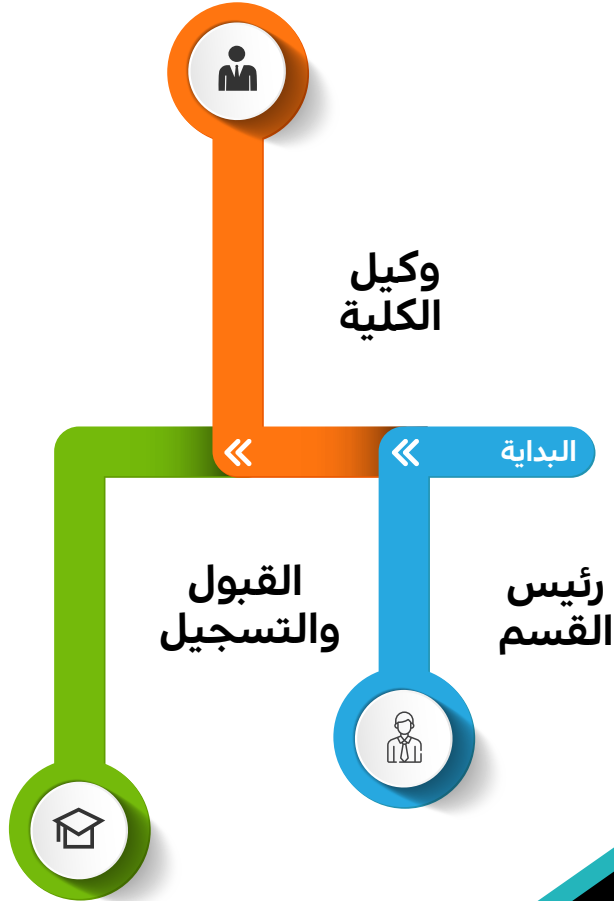 وكيل
الكلية
البداية
رئيس
القسم
القبول
والتسجيل